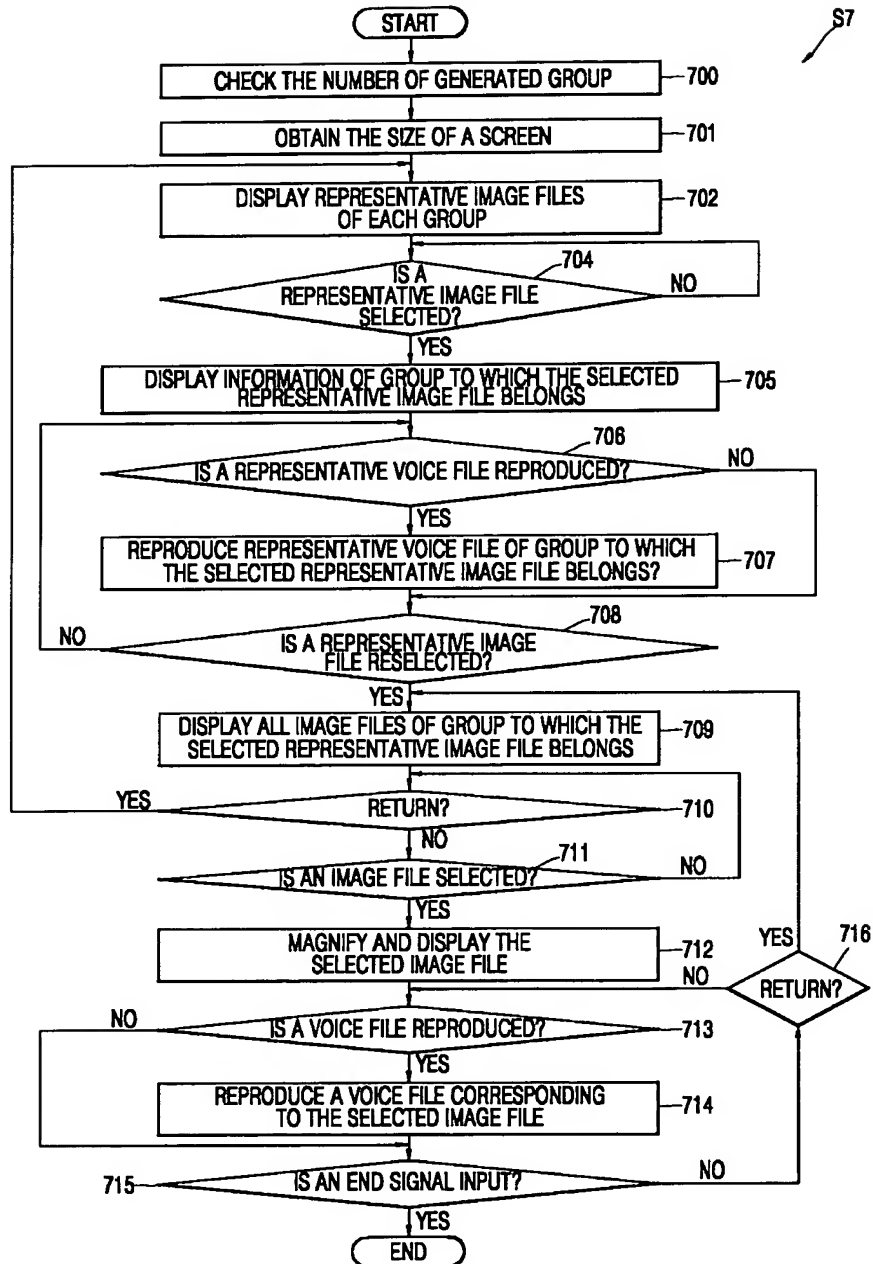 START
S7
CHECK THE NUMBER OF GENERATED GROUP
700
OBTAIN THE SIZE OF A SCREEN
701
DISPLAY REPRESENTATIVE IMAGE FILES
OF EACH GROUP
702
704
IS A
REPRESENTATIVE IMAGE FILE
SELECTED?
NO
YES
DISPLAY INFORMATION OF GROUP TO WHICH THE SELECTED
REPRESENTATIVE IMAGE FILE BELONGS
705
706
IS A REPRESENTATIVE VOICE FILE REPRODUCED?
NO
YES
REPRODUCE REPRESENTATIVE VOICE FILE OF GROUP TO WHICH
THE SELECTED REPRESENTATIVE IMAGE FILE BELONGS?
707
708
NO
IS A REPRESENTATIVE IMAGE
FILE RESELECTED?
YES
DISPLAY ALL IMAGE FILES OF GROUP TO WHICH THE
SELECTED REPRESENTATIVE IMAGE FILE BELONGS
709
YES
RETURN?
710
NO
711
IS AN IMAGE FILE SELECTED?
NO
YES
MAGNIFY AND DISPLAY THE
SELECTED IMAGE FILE
712
YES
716
NO
RETURN?
NO
IS A VOICE FILE REPRODUCED?
713
YES
REPRODUCE A VOICE FILE CORRESPONDING
TO THE SELECTED IMAGE FILE
714
715
IS AN END SIGNAL INPUT?
NO
YES
END